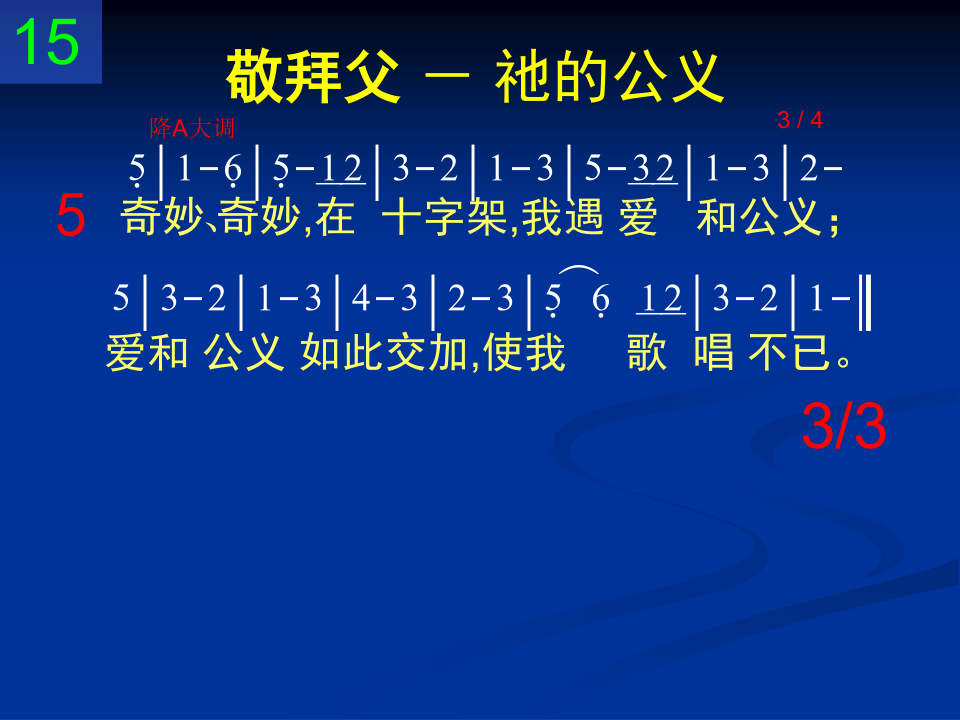 15
敬拜父 － 祂的公义
降A大调 3 / 4
5̣ | 1 – 6̣ | 5̣ – 1̲2̲ | 3 – 2 | 1 – 3 | 5 – 3̲2̲ | 1 – 3 | 2 –
5 奇妙、奇妙,在 十字架,我遇 爱 和公义；
5 | 3 – 2 | 1 – 3 | 4 – 3 | 2 – 3 | 5̣ 6̣ 1̲2̲ | 3 – 2 | 1 – ‖
爱和 公义 如此交加,使我 歌 唱 不已。
3/3